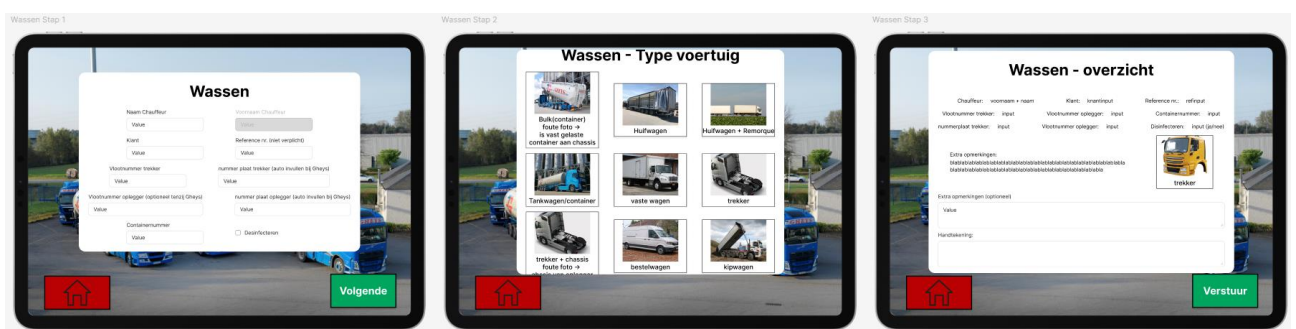 Wassen Stap 1
Wassen
Naam Chauffeur
Voornaam Chauffeur
Value
Value
Klant
Reference nr. (niet verplicht)
Value
Value
Vlootnummer trekker
nummer plaat trekker (auto invullen bij Gheys)
Value
Value
Vlootnummer oplegger (optioneel tenzij Gheys)
nummer plaat oplegger (auto invullen bij Gheys)
Value
Value
Containernummer
Value
Desinfecteren
Volgende
Wassen Stap 2
Wassen - Type voertuig
Bulk(container)
foute foto ->
is vast gelaste
container aan chassis
Huifwagen
Huifwagen + Remorque
Tankwagen/container
vaste wagen
trekker
trekker + chassis
foute foto ->
bestelwagen
kipwagen
Wassen Stap 3
Wassen - overzicht
Chauffeur: voornaam + naam
Klant: knantinput
Reference nr.: refinput
Vlootnummer trekker: input
Vlootnummer oplegger: input
Containernummer: input
nummerplaat trekker: input
Vlootnummer oplegger: input
Disinfecteren: input (ja/nee)
Extra opmerkingen:
trekker
Extra opmerkingen (optioneel)
Value
Handtekening:
Verstuur